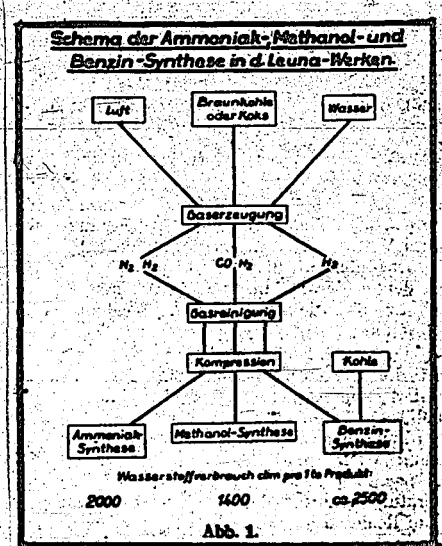 Schema der Ammoniak-, Methanol- und
Benzin-Synthese in d. Leuna-Werken.
Luft
Braunkohle
oder Koks
Wasser
Gaserzeugung
N₂ H₂
CO H₂
H₂
Gasreinigung
Kompression
Kohle
Ammoniak-
Synthese
Methanol-Synthese
Benzin-
Synthese
Wasserstoffverbrauch cbm pro 1 to Produkt:
2000
1400
ca. 2500
Abb. 1.